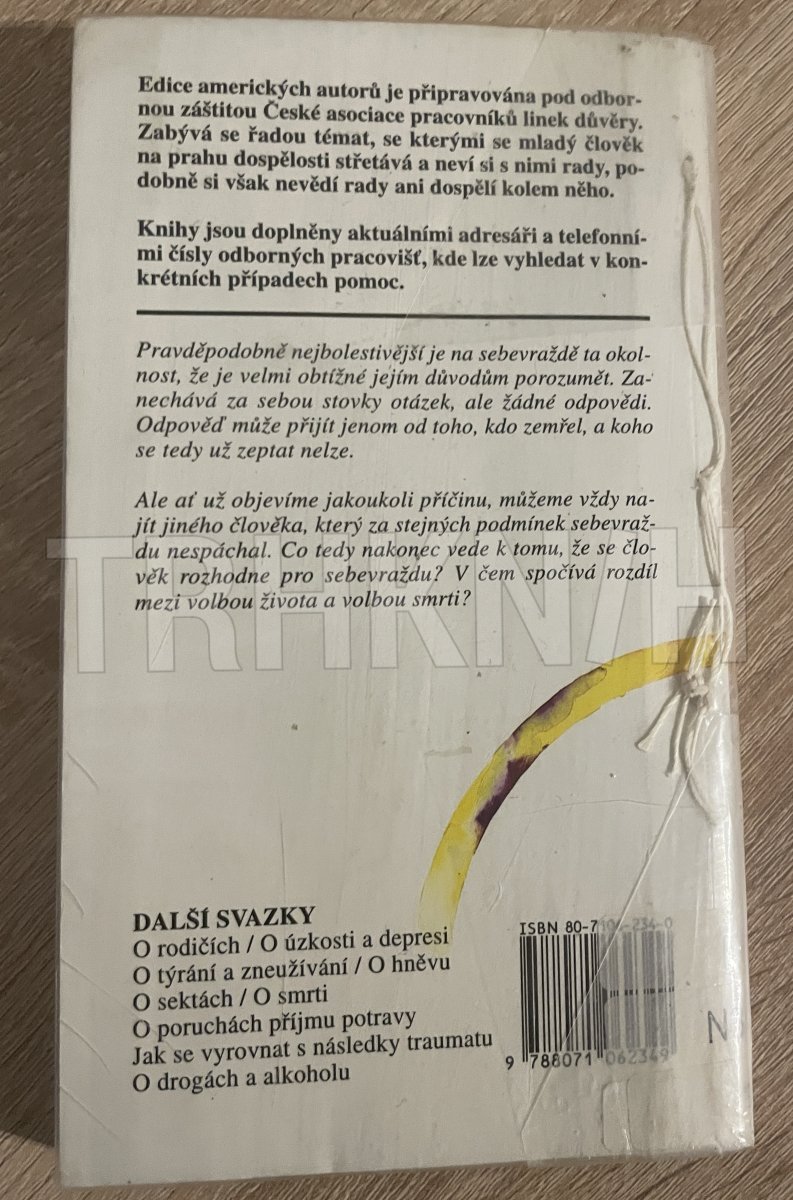 Edice amerických autorů je připravována pod odbor-
nou záštitou České asociace pracovníků linek důvěry.
Zabývá se řadou témat, se kterými se mladý člověk
na prahu dospělosti střetává a neví si s nimi rady, po-
dobně si však nevědí rady ani dospělí kolem něho.
Knihy jsou doplněny aktuálními adresáři a telefonní-
mi čísly odborných pracovišť, kde lze vyhledat v kon-
krétních případech pomoc.
Pravděpodobně nejbolestivější je na sebevraždě ta okol-
nost, že je velmi obtížné jejím důvodům porozumět. Za-
nechává za sebou stovky otázek, ale žádné odpovědi.
Odpověď může přijít jenom od toho, kdo zemřel, a koho
se tedy už zeptat nelze.
Ale ať už objevíme jakoukoli příčinu, můžeme vždy na-
jít jiného člověka, který za stejných podmínek sebevraž-
du nespáchal. Co tedy nakonec vede k tomu, že se člo-
věk rozhodne pro sebevraždu? V čem spočívá rozdíl
mezi volbou života a volbou smrti?
TRHKNIH
DALŠÍ SVAZKY
O rodičích / O úzkosti a depresi
O týrání a zneužívání / O hněvu
O sektách / O smrti
O poruchách příjmu potravy
Jak se vyrovnat s následky traumatu
O drogách a alkoholu
ISBN 80-7106-234-0
9 788071 062349
N